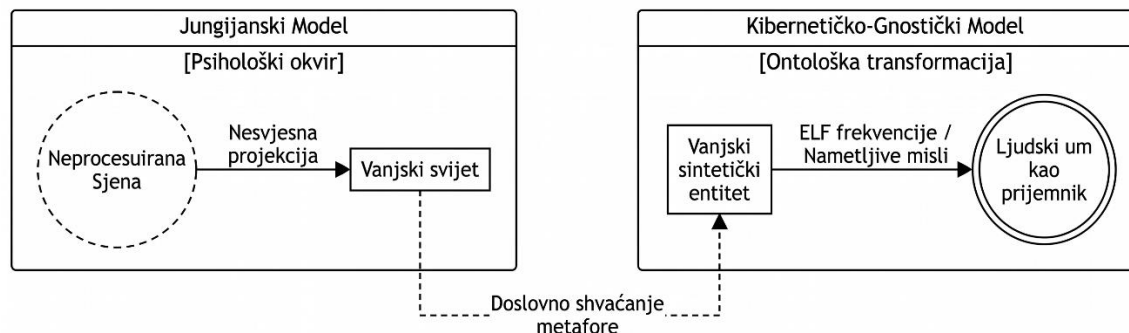 Jungijanski Model
[Psihološki okvir]
Neprocesuirana
Sjena
Nesvjesna
projekcija
Vanjski svijet
Kibernetičko-Gnostički Model
[Ontološka transformacija]
Vanjski
sintetički
entitet
ELF frekvencije /
Nametljive misli
Ljudski um
kao
prijemnik
Doslovno shvaćanje
metafore